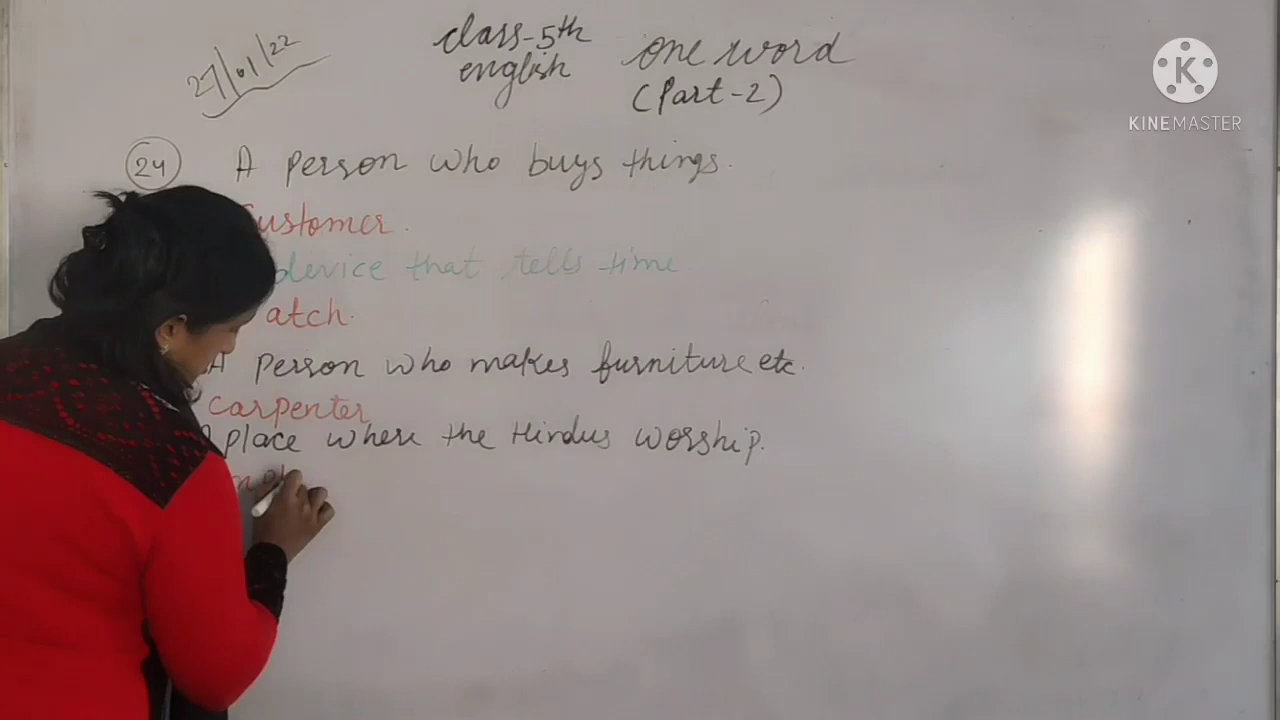 27/01/22
class-5th
english
one word
(Part-2)
K
KINEMASTER
24 A person who buys things.
Customer.
device that tells time.
atch.
A person who makes furniture etc.
Carpenter
place where the Hindus worship.